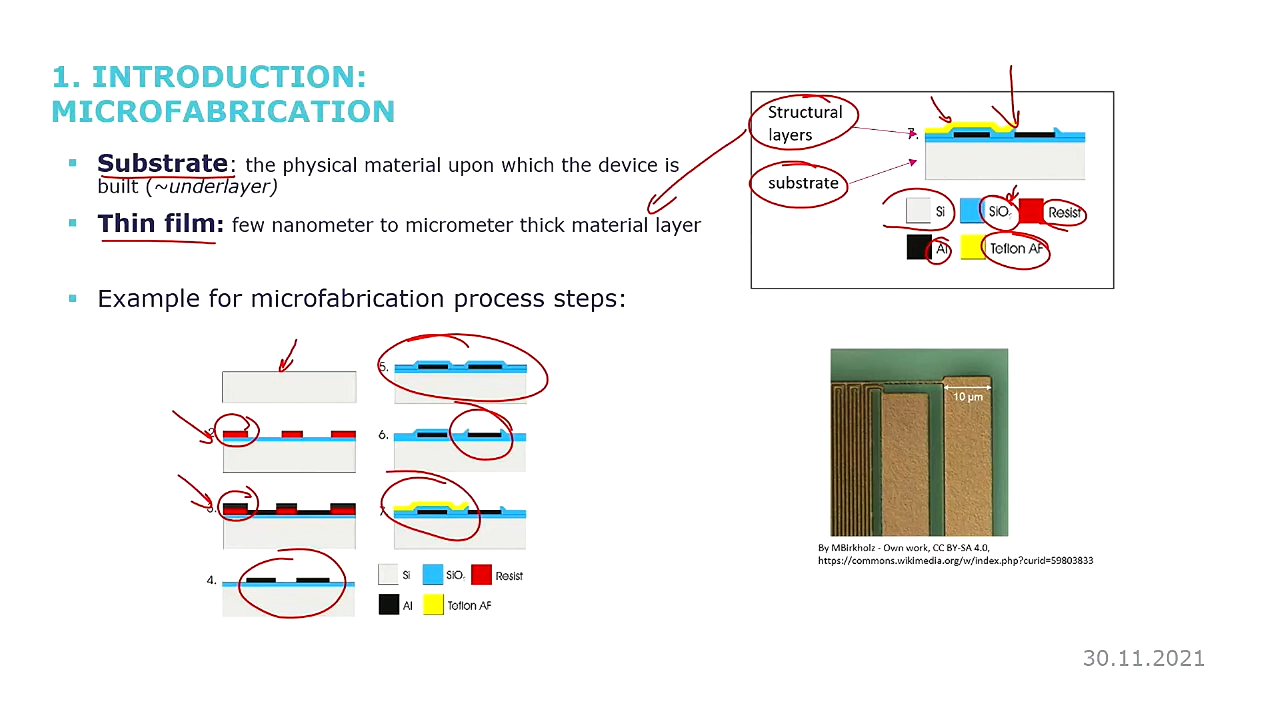 1. INTRODUCTION:
MICROFABRICATION
Substrate: the physical material upon which the device is
built (~underlayer)
Thin film: few nanometer to micrometer thick material layer
Example for microfabrication process steps:
Structural
layers
substrate
7.
Si
SiO₂
Resist
Al
Teflon AF
5.
2.
6.
3.
7.
4.
Si
SiO₂
Resist
Al
Teflon AF
10 µm
By MBirkholz - Own work, CC BY-SA 4.0,
https://commons.wikimedia.org/w/index.php?curid=59803833
30.11.2021